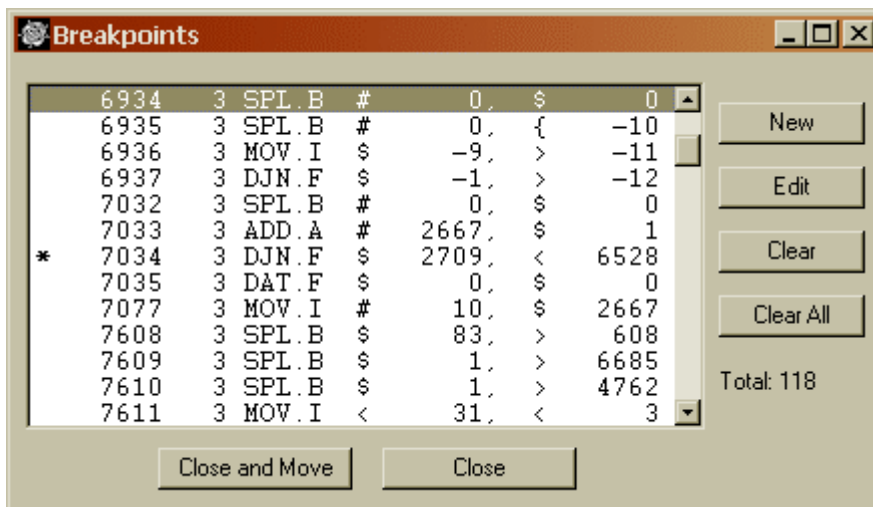 Breakpoints
6934 3 SPL.B # 0, $ 0
6935 3 SPL.B # 0, { -10
6936 3 MOV.I $ -9, > -11
6937 3 DJN.F $ -1, > -12
7032 3 SPL.B # 0, $ 0
7033 3 ADD.A # 2667, $ 1
* 7034 3 DJN.F $ 2709, < 6528
7035 3 DAT.F $ 0, $ 0
7077 3 MOV.I # 10, $ 2667
7608 3 SPL.B $ 83, > 608
7609 3 SPL.B $ 1, > 6685
7610 3 SPL.B $ 1, > 4762
7611 3 MOV.I < 31, < 3
New
Edit
Clear
Clear All
Total: 118
Close and Move
Close